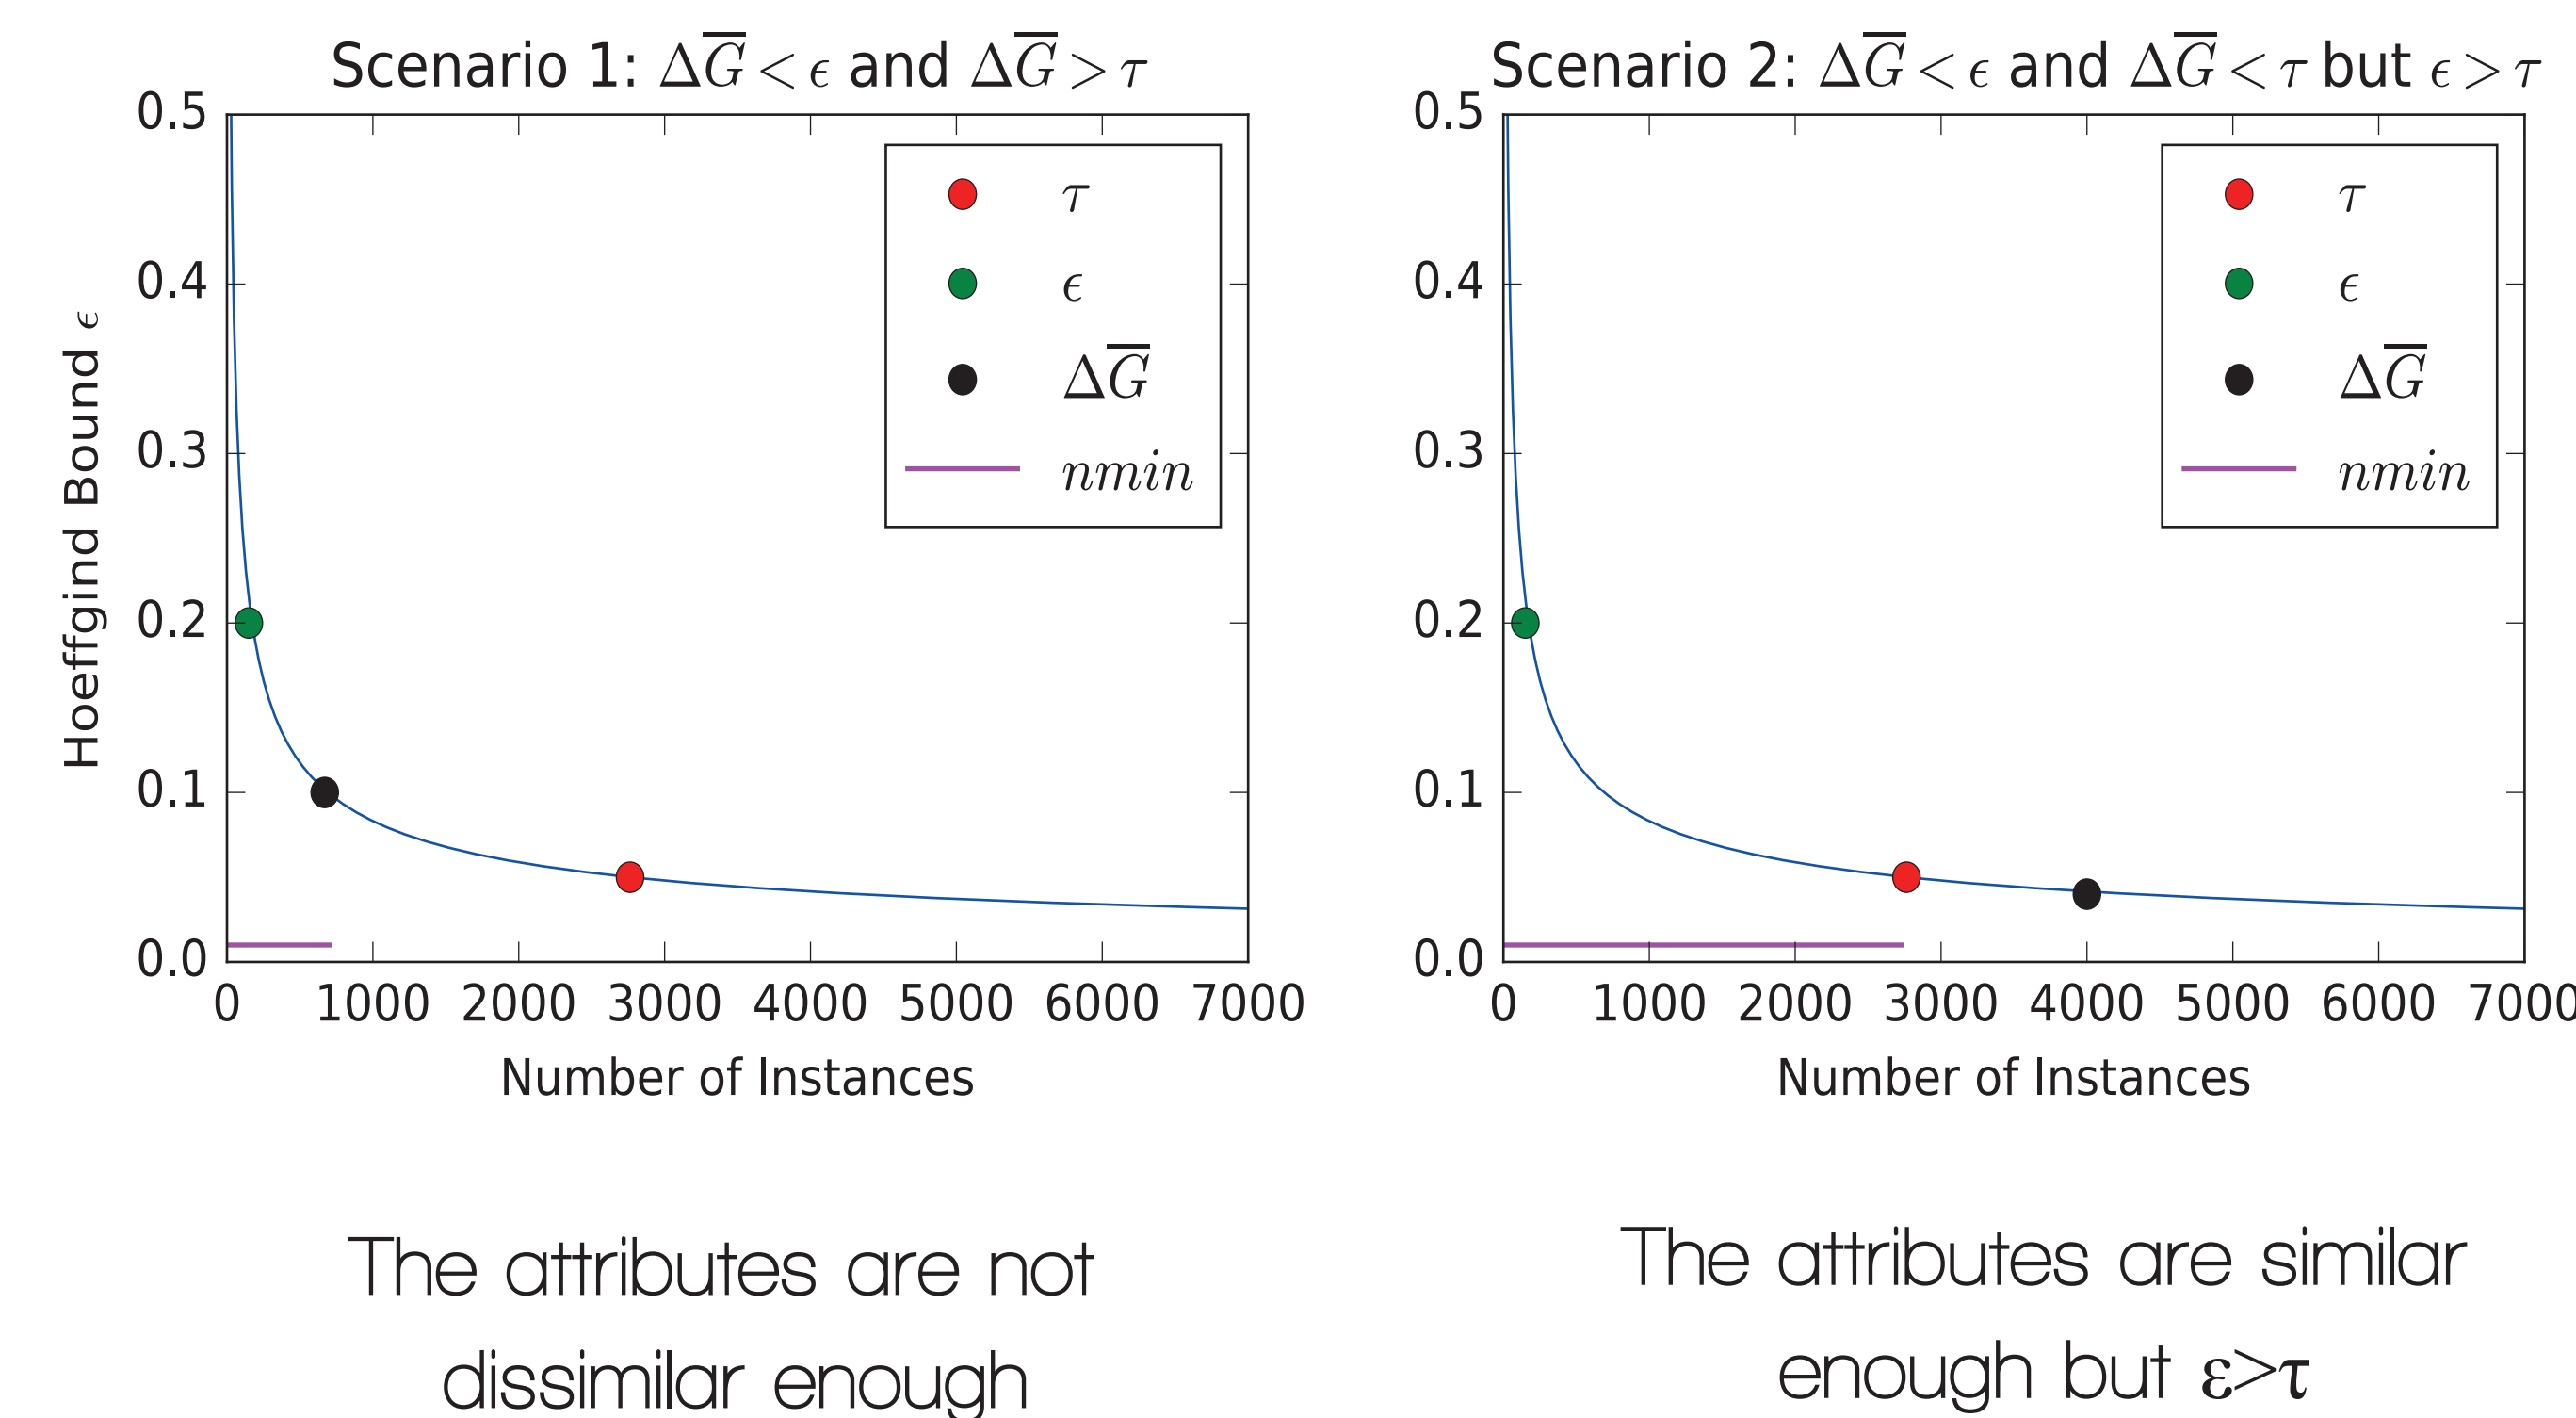 Scenario 1: ΔG̅ < ϵ and ΔG̅ > τ
0.5
0.4
0.3
0.2
0.1
0.0
Hoeffgind Bound ϵ
τ
ϵ
ΔG̅
nmin
0 1000 2000 3000 4000 5000 6000 7000
Number of Instances
The attributes are not
dissimilar enough
Scenario 2: ΔG̅ < ϵ and ΔG̅ < τ but ϵ > τ
0.5
0.4
0.3
0.2
0.1
0.0
τ
ϵ
ΔG̅
nmin
0 1000 2000 3000 4000 5000 6000 7000
Number of Instances
The attributes are similar
enough but ε>τ